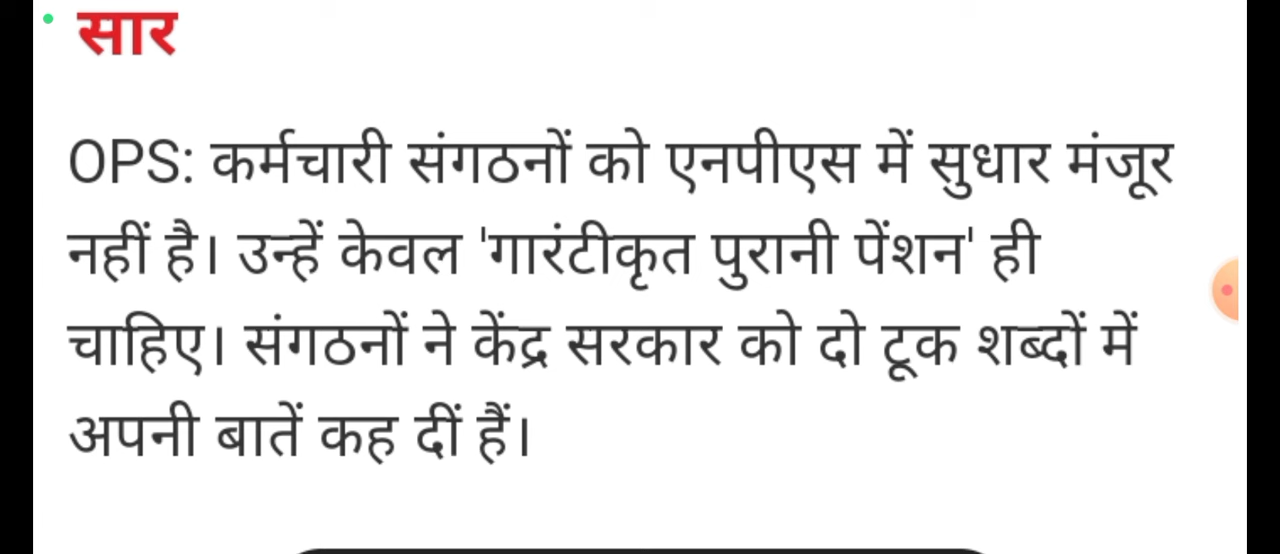 सार
OPS: कर्मचारी संगठनों को एनपीएस में सुधार मंजूर
नहीं है। उन्हें केवल 'गारंटीकृत पुरानी पेंशन' ही
चाहिए। संगठनों ने केंद्र सरकार को दो टूक शब्दों में
अपनी बातें कह दीं हैं।